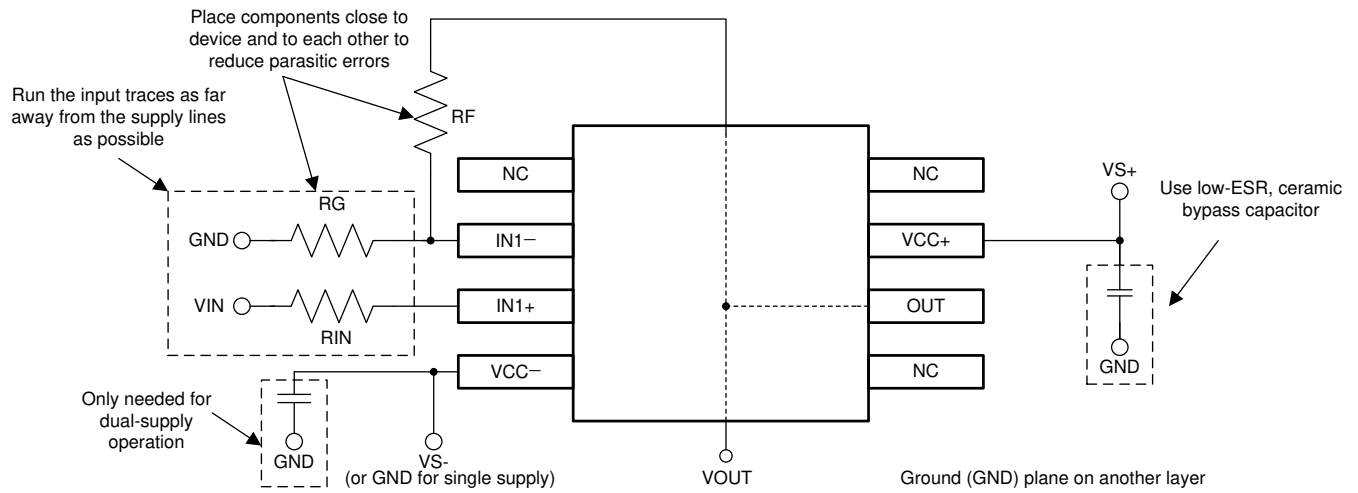 Place components close to
device and to each other to
reduce parasitic errors
Run the input traces as far
away from the supply lines
as possible
RF
NC
NC
VS+
Use low-ESR, ceramic
bypass capacitor
RG
GND
IN1−
VCC+
VIN
IN1+
OUT
RIN
GND
VCC−
NC
Only needed for
dual-supply
operation
GND
VS-
(or GND for single supply)
VOUT
Ground (GND) plane on another layer